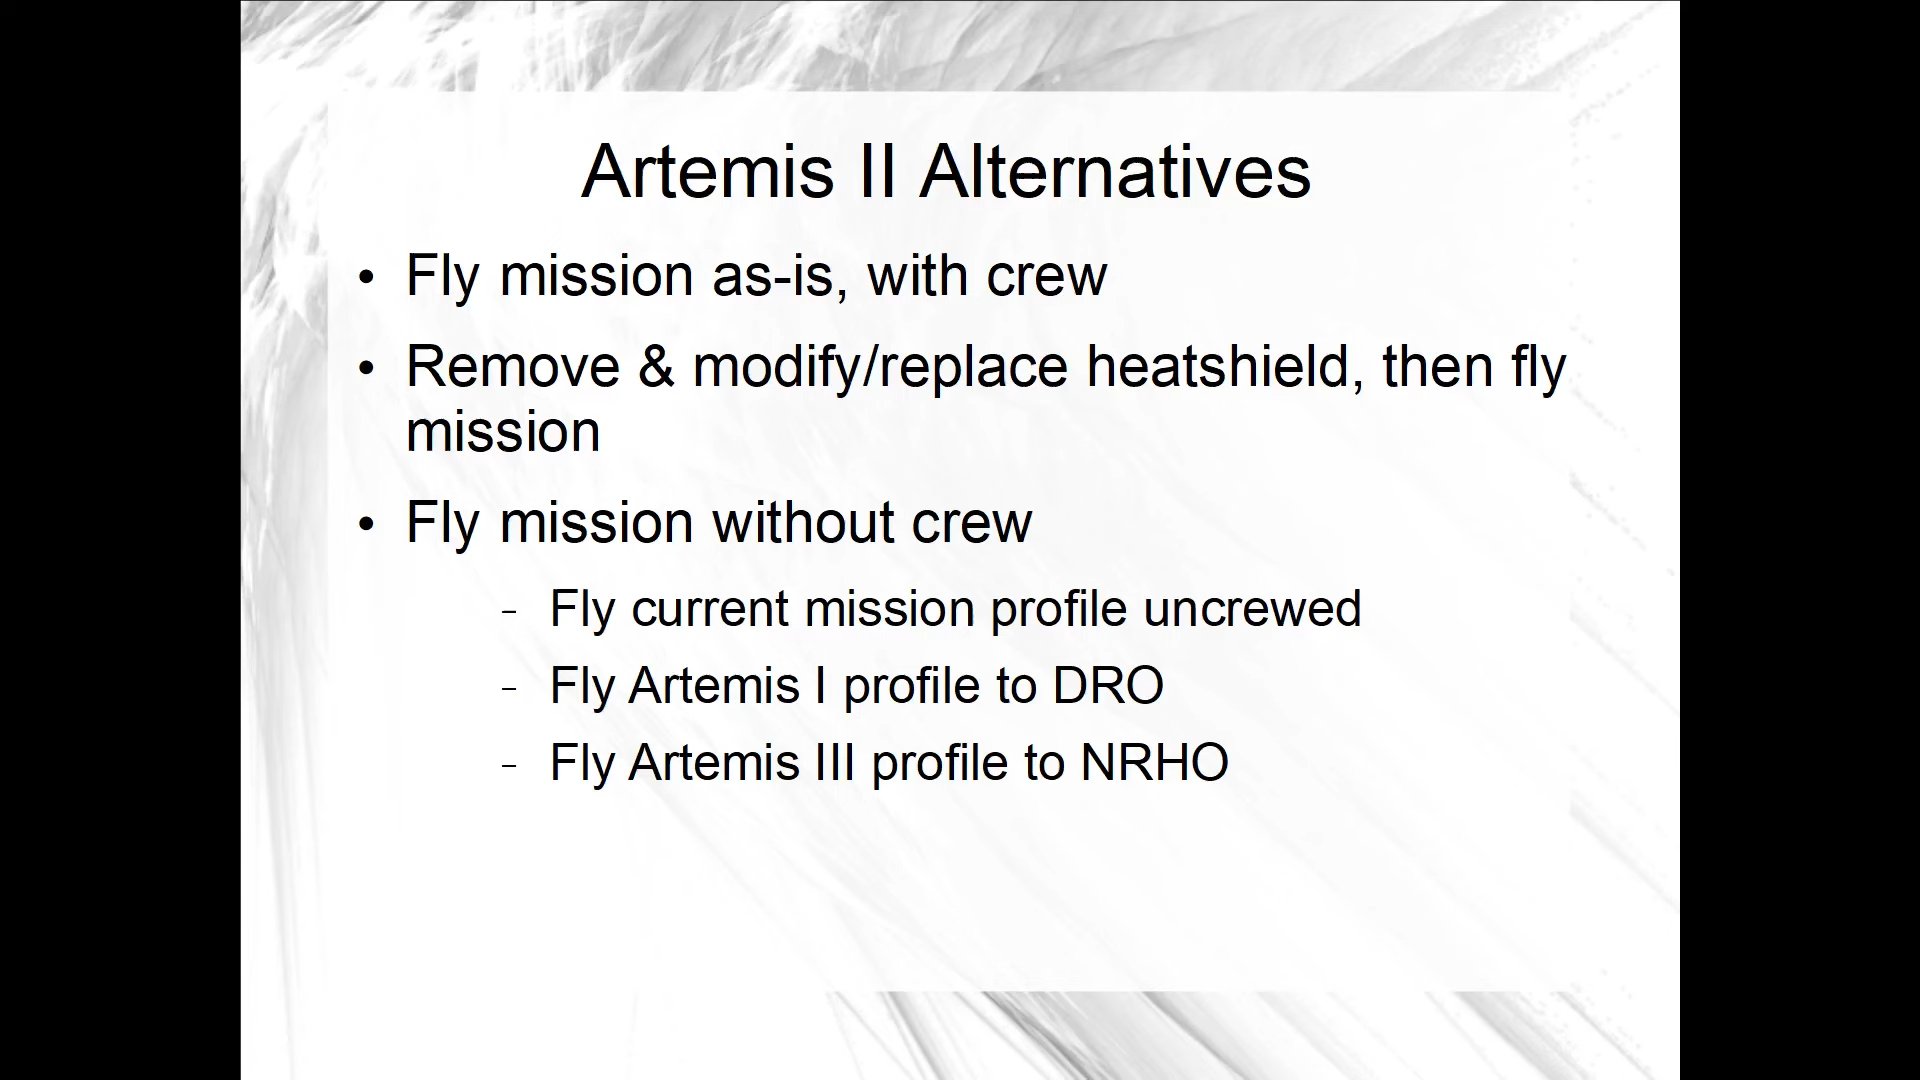 Artemis II Alternatives
• Fly mission as-is, with crew
• Remove & modify/replace heatshield, then fly
mission
• Fly mission without crew
– Fly current mission profile uncrewed
– Fly Artemis I profile to DRO
– Fly Artemis III profile to NRHO